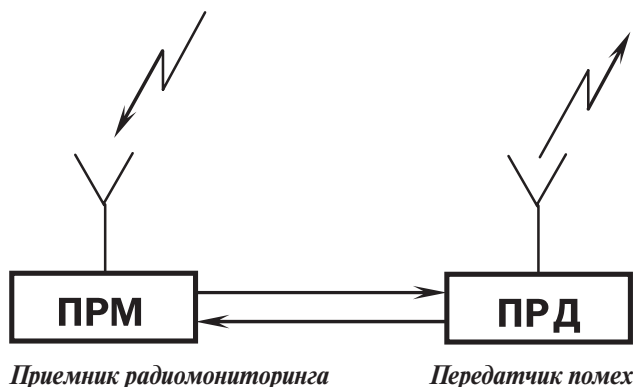 ПРМ
ПРД
Приемник радиомониторинга
Передатчик помех